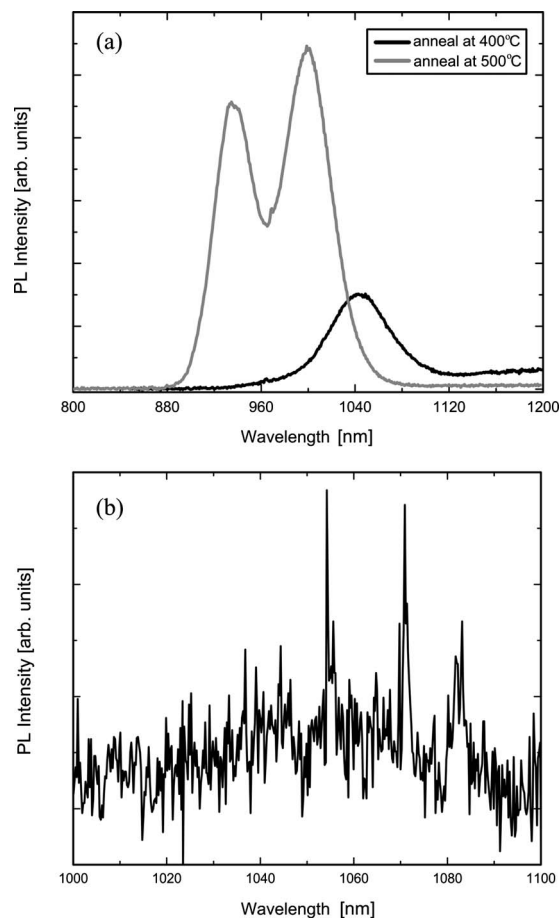 (a)
anneal at 400°C
anneal at 500°C
PL Intensity [arb. units]
800 880 960 1040 1120 1200
Wavelength [nm]
(b)
PL Intensity [arb. units]
1000 1020 1040 1060 1080 1100
Wavelength [nm]